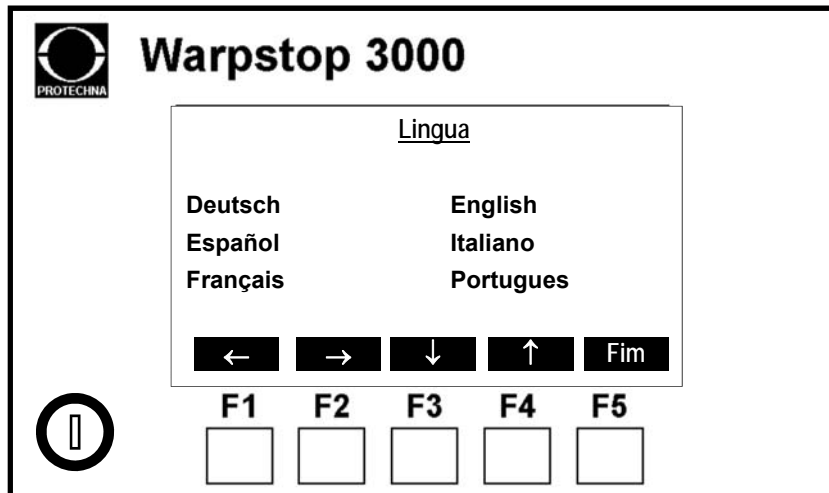 PROTECHNA
Warpstop 3000
Lingua
Deutsch English
Español Italiano
Français Portugues
← → ↓ ↑ Fim
F1 F2 F3 F4 F5